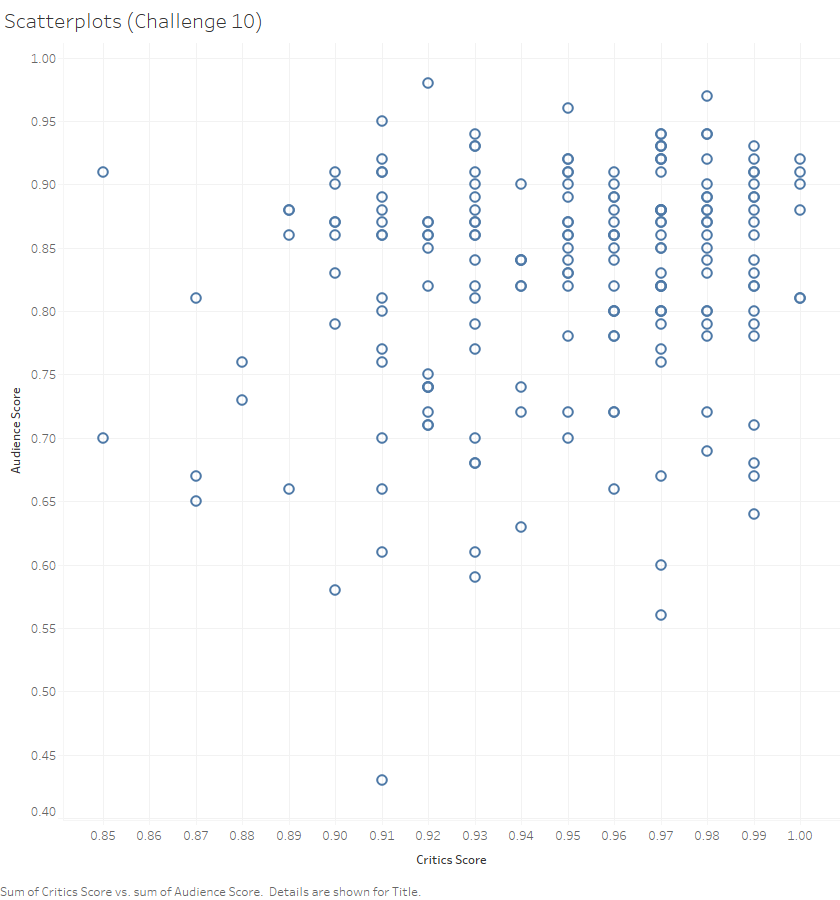 Scatterplots (Challenge 10)
1.00
0.95
0.90
0.85
0.80
0.75
0.70
0.65
0.60
0.55
0.50
0.45
0.40
Audience Score
0.85 0.86 0.87 0.88 0.89 0.90 0.91 0.92 0.93 0.94 0.95 0.96 0.97 0.98 0.99 1.00
Critics Score
Sum of Critics Score vs. sum of Audience Score. Details are shown for Title.